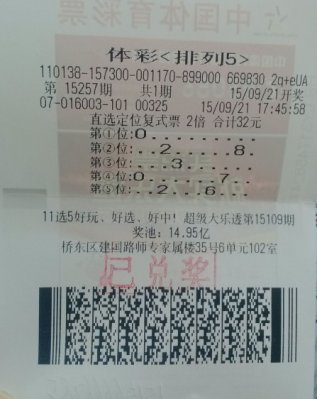 中国体育彩票
体彩<排列5>
110138-157300-001170-899000 669830 2q+eUA
第 15257期 共1期 15/09/21开奖
07-016003-101 00325 15/09/21 17:45:58
直选定位复式票 2倍 合计32元
第①位:0.........
第②位:..2.....8.
第③位:...3......
第④位:0......7..
第⑤位:..2...6...
11选5好玩、好选、好中! 超级大乐透第15109期
奖池: 14.95亿
桥东区建国路师专家属楼35号6单元102室
已兑奖